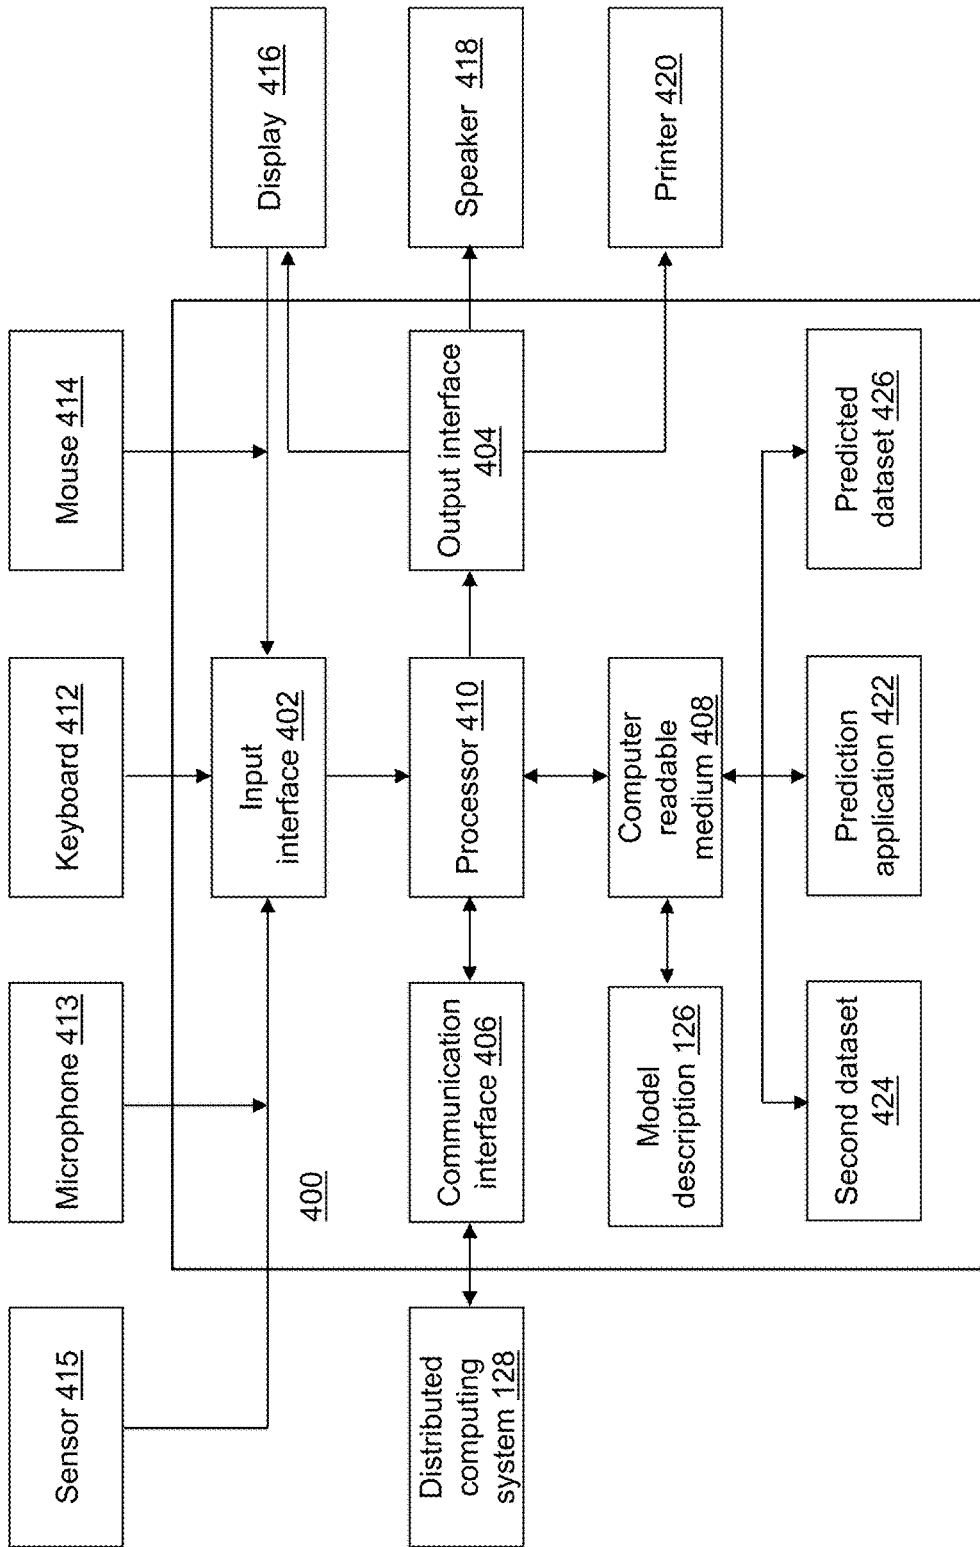 Sensor 415
Microphone 413
Keyboard 412
Mouse 414
400
Input
interface 402
Display 416
Distributed
computing
system 128
Communication
interface 406
Processor 410
Output interface
404
Speaker 418
Model
description 126
Computer
readable
medium 408
Printer 420
Second dataset
424
Prediction
application 422
Predicted
dataset 426